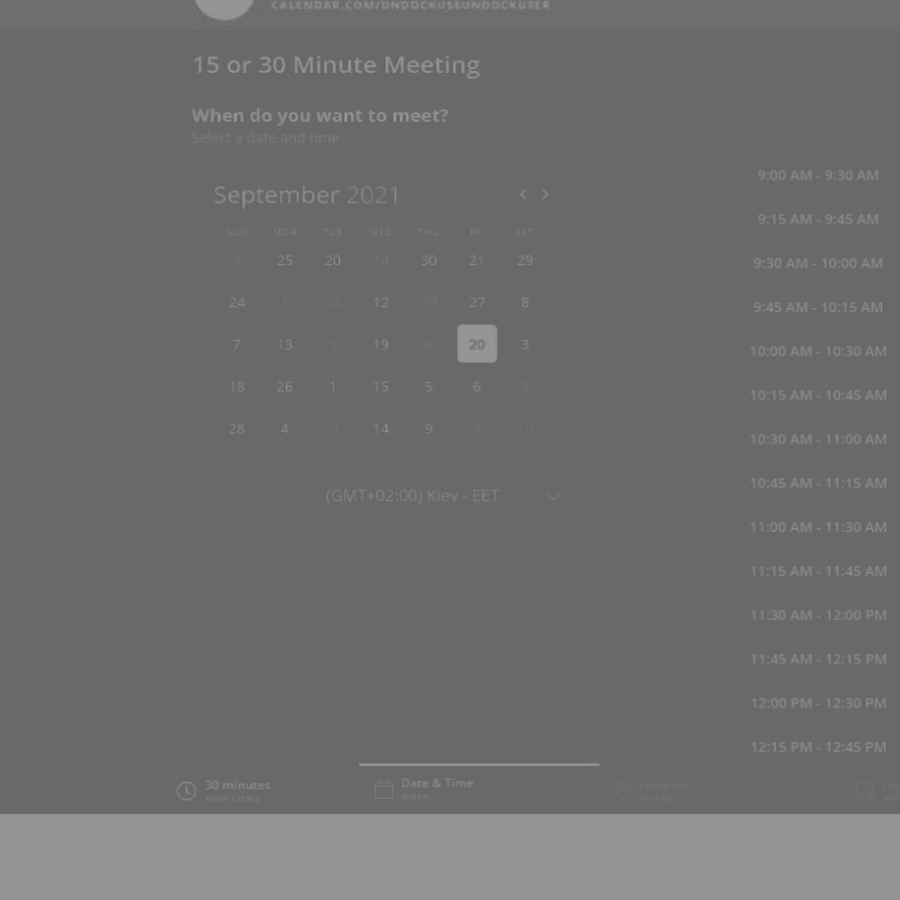 CALENDAR.COM/UNDOCKUSEUNDOCKUSER
15 or 30 Minute Meeting
When do you want to meet?
Select a date and time
September 2021 < >
SUN MON TUE WED THU FRI SAT
25 20 14 30 21 29
24 1 24 12 29 27 8
7 13 1 19 6 20 3
18 26 1 15 5 6
28 4 21 14 9 8 10
(GMT+02:00) Kiev - EET
9:00 AM - 9:30 AM
9:15 AM - 9:45 AM
9:30 AM - 10:00 AM
9:45 AM - 10:15 AM
10:00 AM - 10:30 AM
10:15 AM - 10:45 AM
10:30 AM - 11:00 AM
10:45 AM - 11:15 AM
11:00 AM - 11:30 AM
11:15 AM - 11:45 AM
11:30 AM - 12:00 PM
11:45 AM - 12:15 PM
12:00 PM - 12:30 PM
12:15 PM - 12:45 PM
30 minutes
HOW LONG
Date & Time
WHEN
Location
WHERE